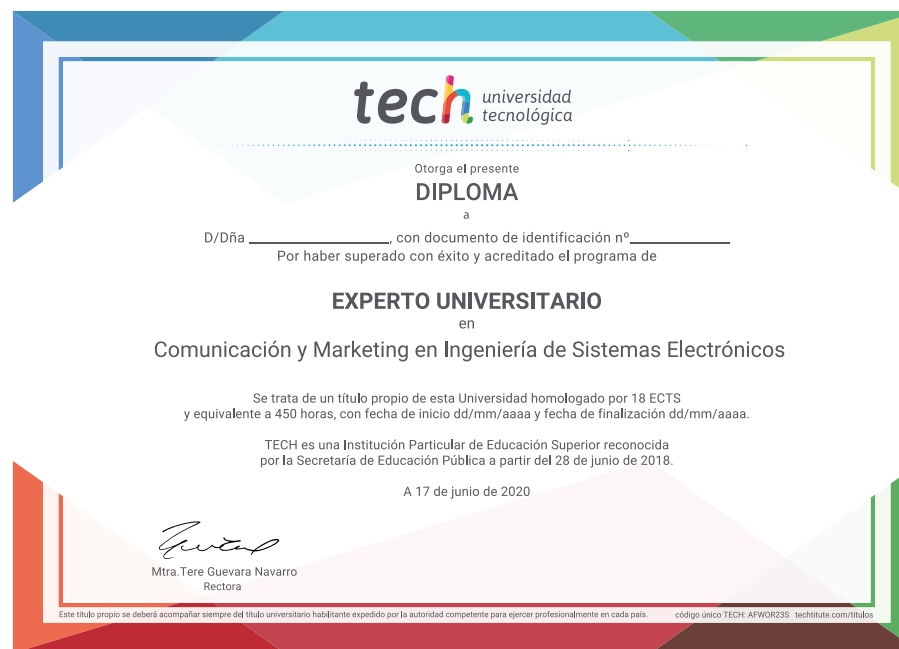 tech universidad
tecnológica
Otorga el presente
DIPLOMA
a
D/Dña ____________________, con documento de identificación nº______________
Por haber superado con éxito y acreditado el programa de
EXPERTO UNIVERSITARIO
en
Comunicación y Marketing en Ingeniería de Sistemas Electrónicos
Se trata de un título propio de esta Universidad homologado por 18 ECTS
y equivalente a 450 horas, con fecha de inicio dd/mm/aaaa y fecha de finalización dd/mm/aaaa.
TECH es una Institución Particular de Educación Superior reconocida
por la Secretaría de Educación Pública a partir del 28 de junio de 2018.
A 17 de junio de 2020
Mtra.Tere Guevara Navarro
Rectora
Este título propio se deberá acompañar siempre del título universitario habilitante expedido por la autoridad competente para ejercer profesionalmente en cada país. código único TECH: AFWOR23S techtitute.com/títulos